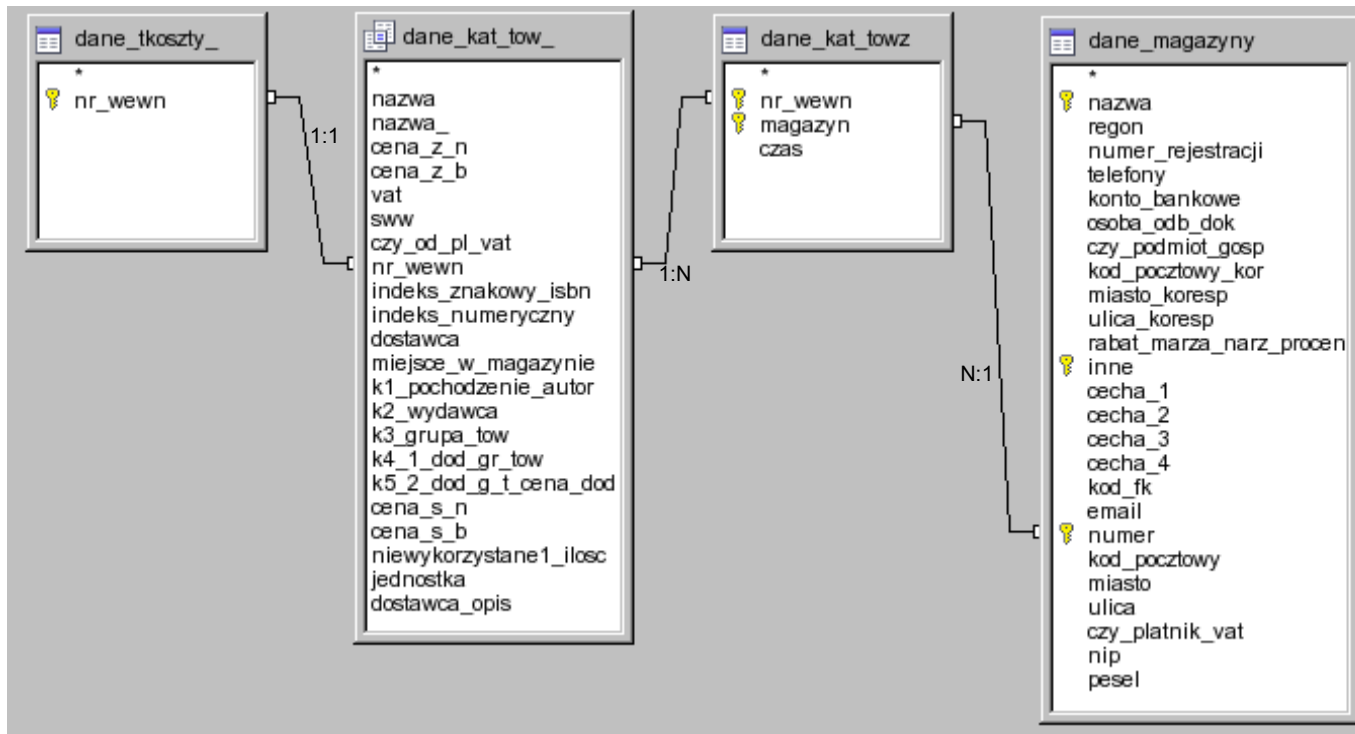 dane_tkoszty_
*
nr_wewn
1:1
dane_kat_tow_
*
nazwa
nazwa_
cena_z_n
cena_z_b
vat
sww
czy_od_pl_vat
nr_wewn
indeks_znakowy_isbn
indeks_numeryczny
dostawca
miejsce_w_magazynie
k1_pochodzenie_autor
k2_wydawca
k3_grupa_tow
k4_1_dod_gr_tow
k5_2_dod_g_t_cena_dod
cena_s_n
cena_s_b
niewykorzystane1_ilosc
jednostka
dostawca_opis
1:N
dane_kat_towz
*
nr_wewn
magazyn
czas
N:1
dane_magazyny
*
nazwa
regon
numer_rejestracji
telefony
konto_bankowe
osoba_odb_dok
czy_podmiot_gosp
kod_pocztowy_kor
miasto_koresp
ulica_koresp
rabat_marza_narz_procen
inne
cecha_1
cecha_2
cecha_3
cecha_4
kod_fk
email
numer
kod_pocztowy
miasto
ulica
czy_platnik_vat
nip
pesel